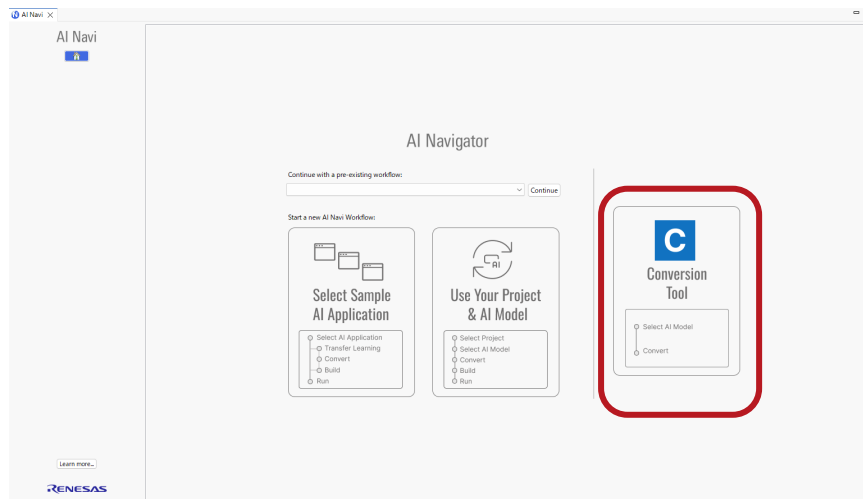 AI Navi
AI Navi
AI Navigator
Continue with a pre-existing workflow:
Continue
Start a new AI Navi Workflow:
Select Sample
AI Application
Select AI Application
Transfer Learning
Convert
Build
Run
AI
Use Your Project
& AI Model
Select Project
Select AI Model
Convert
Build
Run
C
Conversion
Tool
Select AI Model
Convert
Learn more...
RENESAS